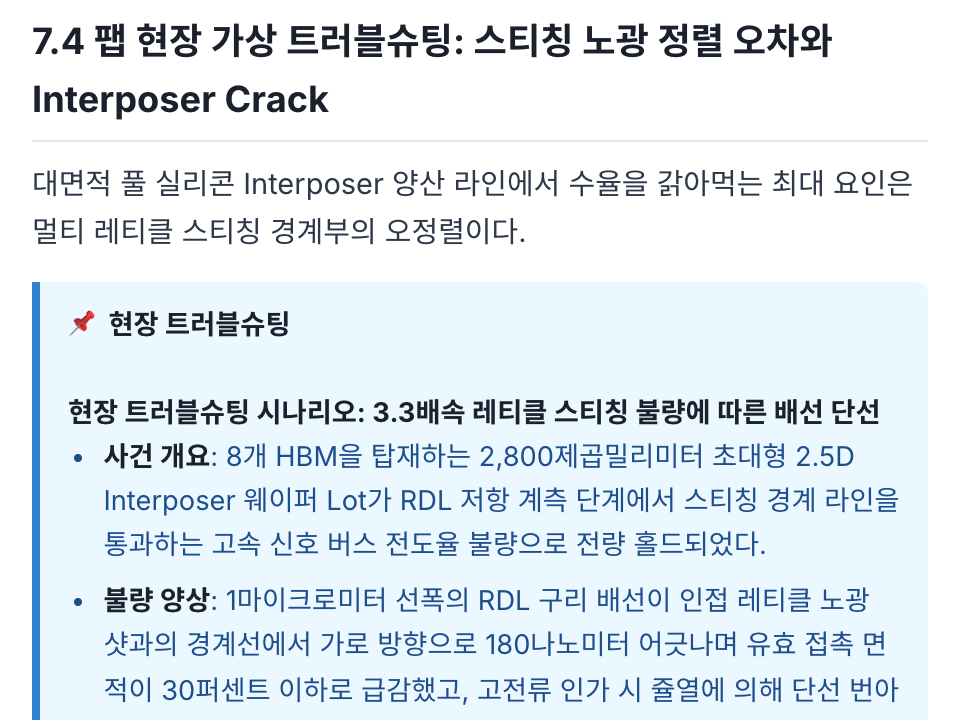 7.4 팹 현장 가상 트러블슈팅: 스티칭 노광 정렬 오차와
Interposer Crack
대면적 풀 실리콘 Interposer 양산 라인에서 수율을 갉아먹는 최대 요인은
멀티 레티클 스티칭 경계부의 오정렬이다.
📌 현장 트러블슈팅
현장 트러블슈팅 시나리오: 3.3배속 레티클 스티칭 불량에 따른 배선 단선
• 사건 개요: 8개 HBM을 탑재하는 2,800제곱밀리미터 초대형 2.5D
Interposer 웨이퍼 Lot가 RDL 저항 계측 단계에서 스티칭 경계 라인을
통과하는 고속 신호 버스 전도율 불량으로 전량 홀드되었다.
• 불량 양상: 1마이크로미터 선폭의 RDL 구리 배선이 인접 레티클 노광
샷과의 경계선에서 가로 방향으로 180나노미터 어긋나며 유효 접촉 면
적이 30퍼센트 이하로 급감했고, 고전류 인가 시 쥴열에 의해 단선 번아